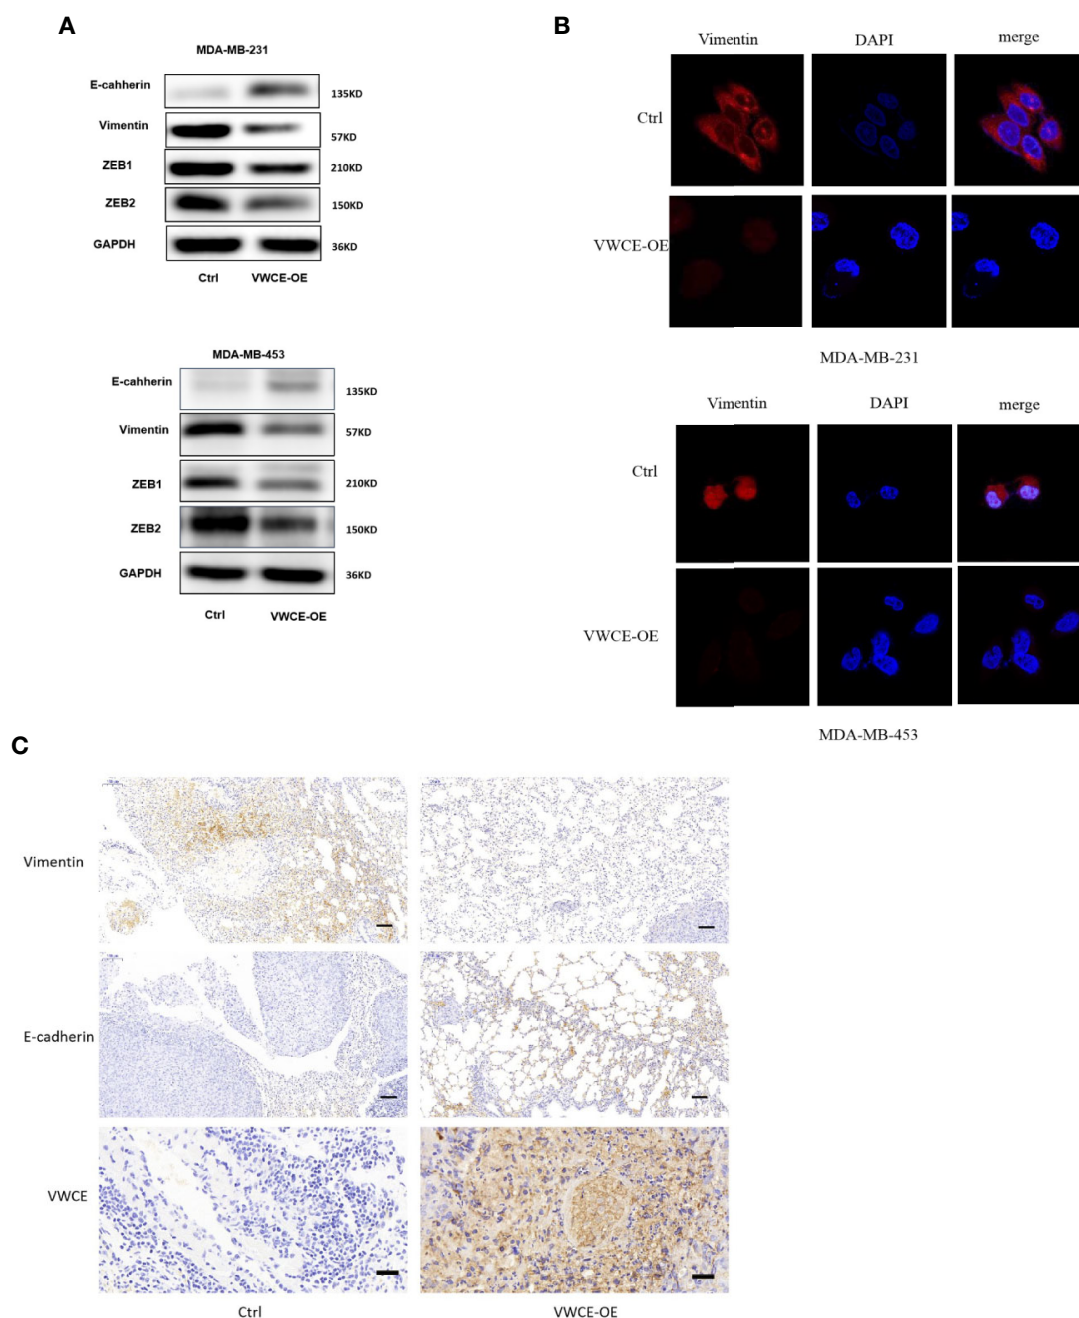 A
MDA-MB-231
E-cahherin
135KD
Vimentin
57KD
ZEB1
210KD
ZEB2
150KD
GAPDH
36KD
Ctrl VWCE-OE
MDA-MB-453
E-cahherin
135KD
Vimentin
57KD
ZEB1
210KD
ZEB2
150KD
GAPDH
36KD
Ctrl VWCE-OE
B
Vimentin DAPI merge
Ctrl
VWCE-OE
MDA-MB-231
Vimentin DAPI merge
Ctrl
VWCE-OE
MDA-MB-453
C
Vimentin
E-cadherin
VWCE
Ctrl VWCE-OE